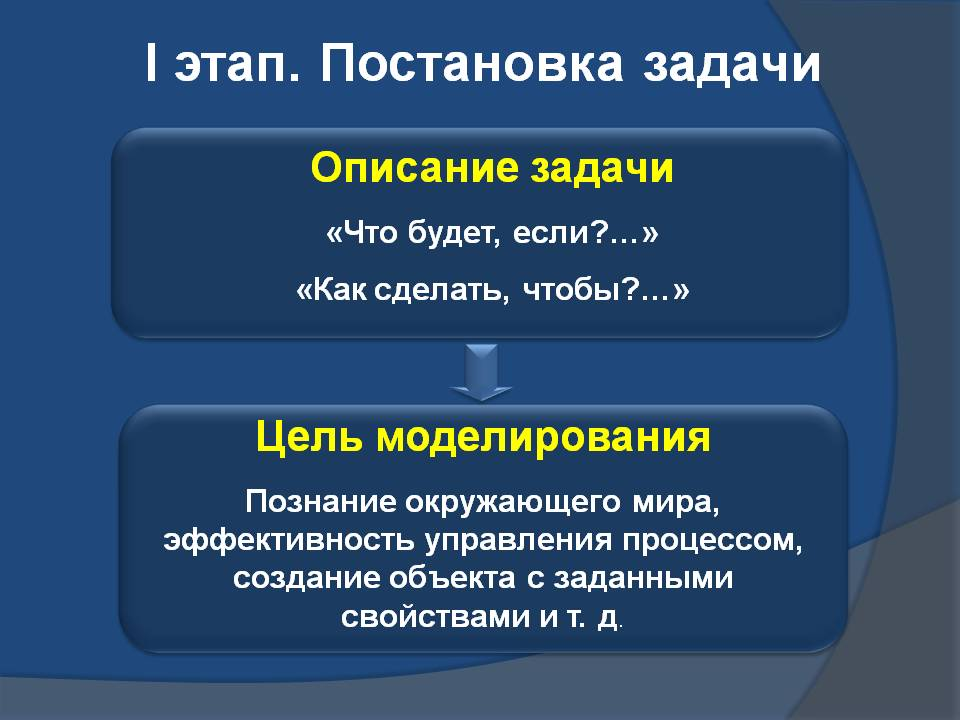 I этап. Постановка задачи
Описание задачи
«Что будет, если?...»
«Как сделать, чтобы?...»
Цель моделирования
Познание окружающего мира,
эффективность управления процессом,
создание объекта с заданными
свойствами и т. д.